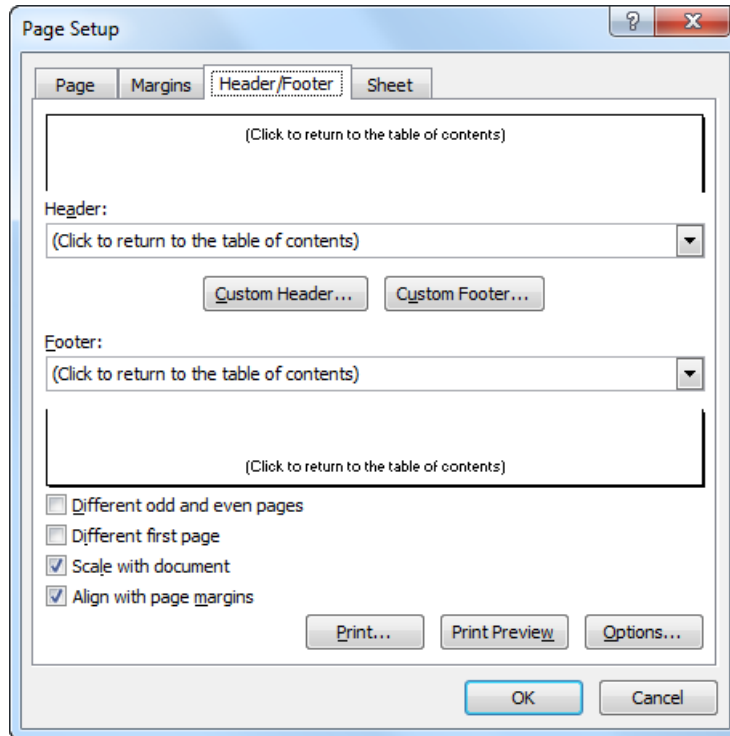 Page Setup
Page Margins Header/Footer Sheet
(Click to return to the table of contents)
Header:
(Click to return to the table of contents)
Custom Header... Custom Footer...
Footer:
(Click to return to the table of contents)
(Click to return to the table of contents)
Different odd and even pages
Different first page
Scale with document
Align with page margins
Print... Print Preview Options...
OK Cancel